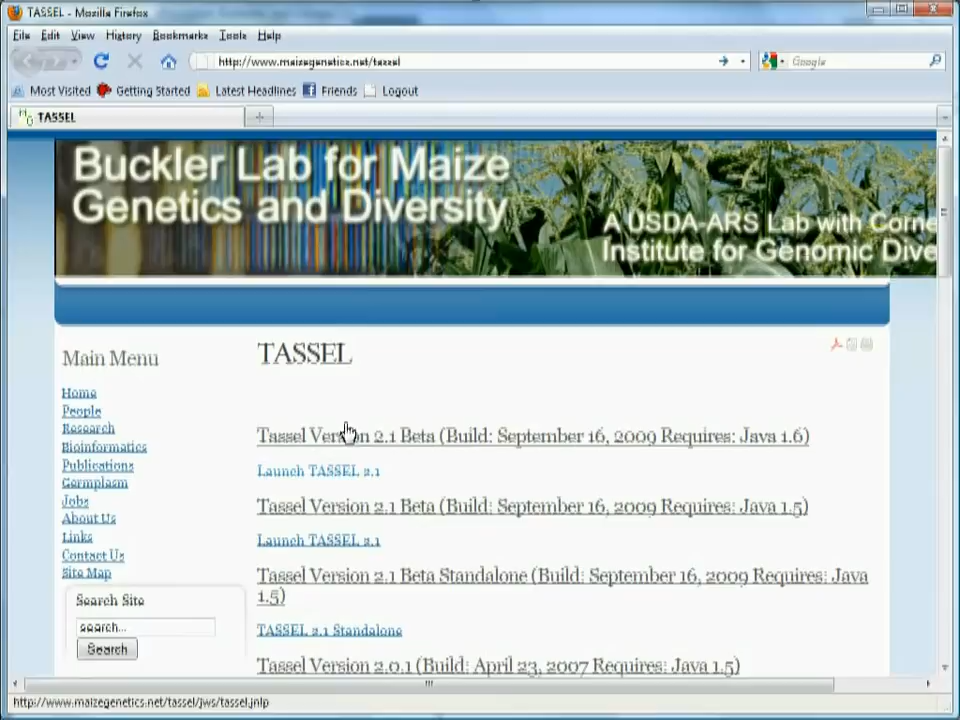 TASSEL - Mozilla Firefox
File Edit View History Bookmarks Tools Help
http://www.maizegenetics.net/tassel
Google
Most Visited Getting Started Latest Headlines Friends Logout
TASSEL
Buckler Lab for Maize
Genetics and Diversity
A USDA-ARS Lab with Corne
Institute for Genomic Dive
Main Menu
Home
People
Research
Bioinformatics
Publications
Germplasm
Jobs
About Us
Links
Contact Us
Site Map
Search Site
search...
Search
TASSEL
Tassel Version 2.1 Beta (Build: September 16, 2009 Requires: Java 1.6)
Launch TASSEL 2.1
Tassel Version 2.1 Beta (Build: September 16, 2009 Requires: Java 1.5)
Launch TASSEL 2.1
Tassel Version 2.1 Beta Standalone (Build: September 16, 2009 Requires: Java
1.5)
TASSEL 2.1 Standalone
Tassel Version 2.0.1 (Build: April 23, 2007 Requires: Java 1.5)
http://www.maizegenetics.net/tassel/jws/tassel.jnlp